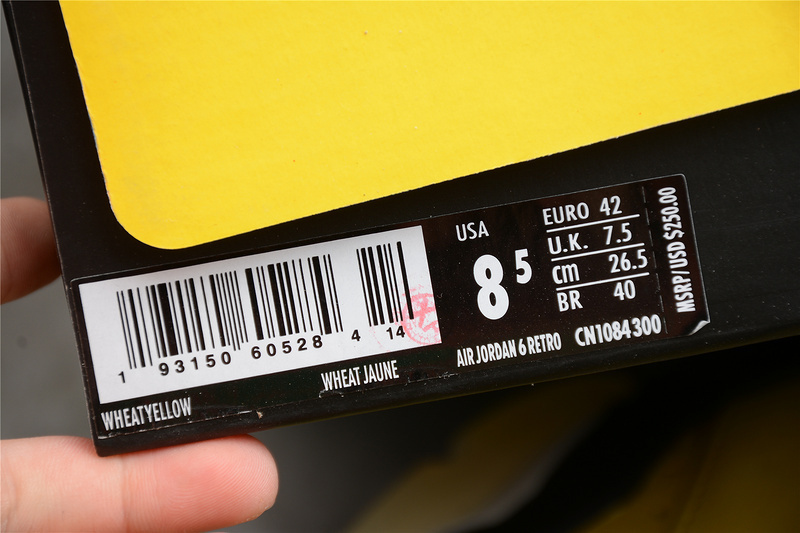 USA
8 5
EURO 42
U.K. 7.5
cm 26.5
BR 40
MSRP/USD $250.00
1 93150 60528 4 14
AIR JORDAN 6 RETRO CN1084300
WHEATYELLOW WHEAT JAUNE